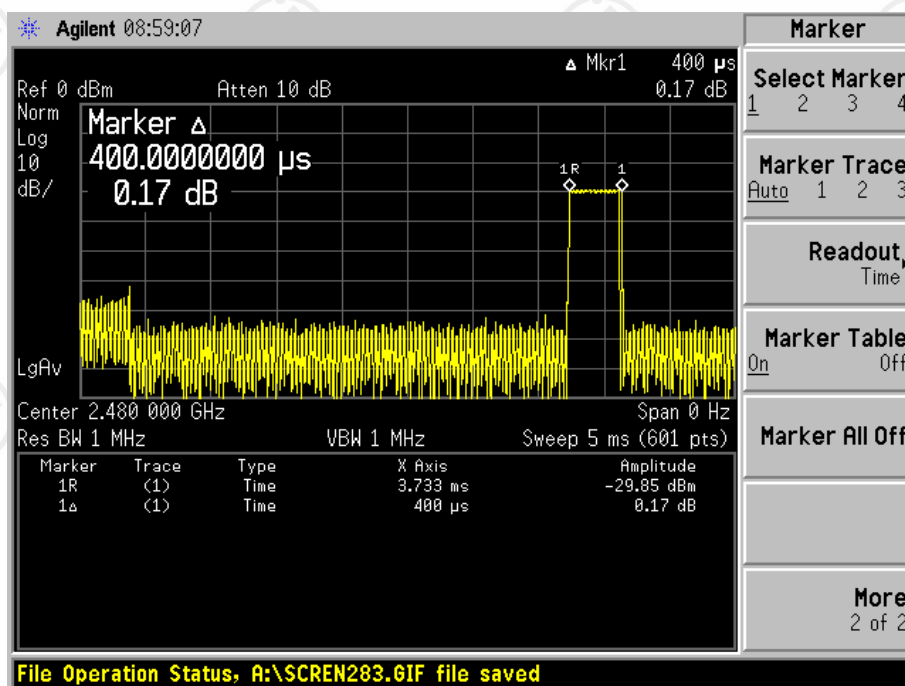 Agilent 08:59:07
Marker
Δ Mkr1 400 µs
Ref 0 dBm Atten 10 dB 0.17 dB
Norm
Log
10
dB/
Marker Δ
400.0000000 µs
0.17 dB
1R 1
LgAv
Center 2.480 000 GHz Span 0 Hz
Res BW 1 MHz VBW 1 MHz Sweep 5 ms (601 pts)
Marker Trace Type X Axis Amplitude
1R (1) Time 3.733 ms -29.85 dBm
1Δ (1) Time 400 µs 0.17 dB
Select Marker
1 2 3 4
Marker Trace
Auto 1 2 3
Readout
Time
Marker Table
On Off
Marker All Off
More
2 of 2
File Operation Status, A:\SCREN283.GIF file saved